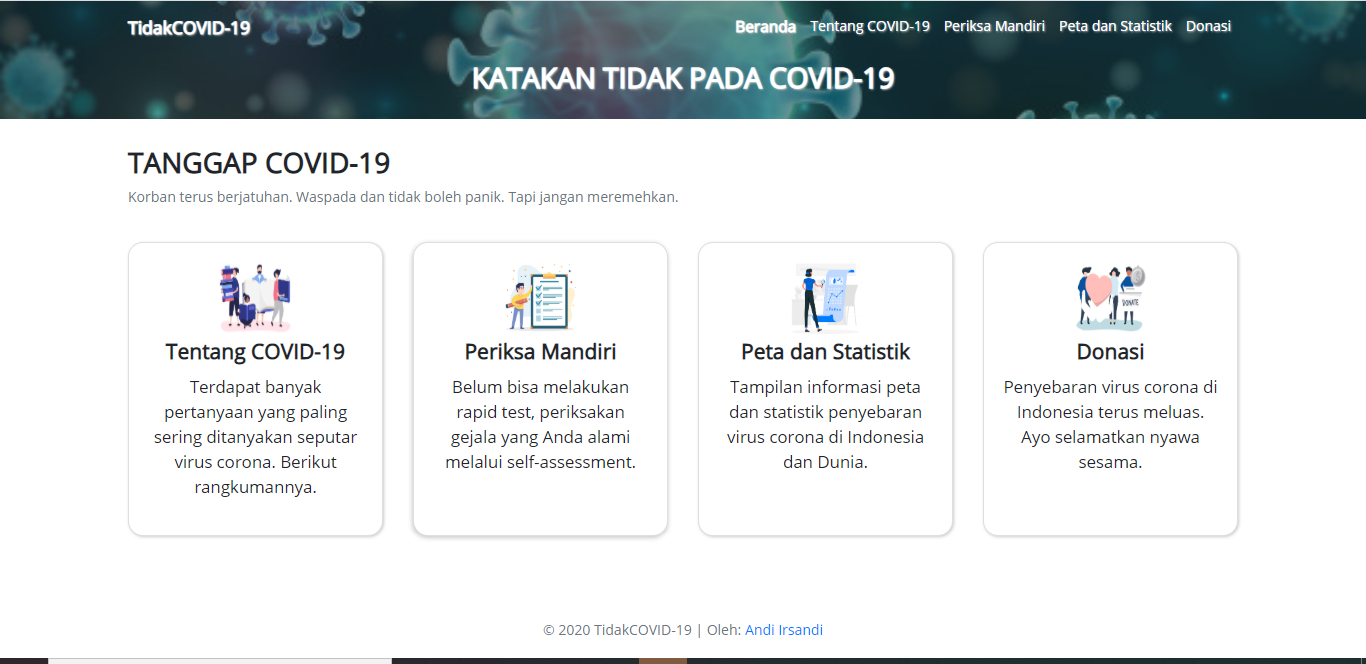 TidakCOVID-19
Beranda Tentang COVID-19 Periksa Mandiri Peta dan Statistik Donasi
KATAKAN TIDAK PADA COVID-19
TANGGAP COVID-19
Korban terus berjatuhan. Waspada dan tidak boleh panik. Tapi jangan meremehkan.
Tentang COVID-19
Terdapat banyak
pertanyaan yang paling
sering ditanyakan seputar
virus corona. Berikut
rangkumannya.
Periksa Mandiri
Belum bisa melakukan
rapid test, periksakan
gejala yang Anda alami
melalui self-assessment.
Peta dan Statistik
Tampilan informasi peta
dan statistik penyebaran
virus corona di Indonesia
dan Dunia.
DONATE
Donasi
Penyebaran virus corona di
Indonesia terus meluas.
Ayo selamatkan nyawa
sesama.
© 2020 TidakCOVID-19 | Oleh: Andi Irsandi